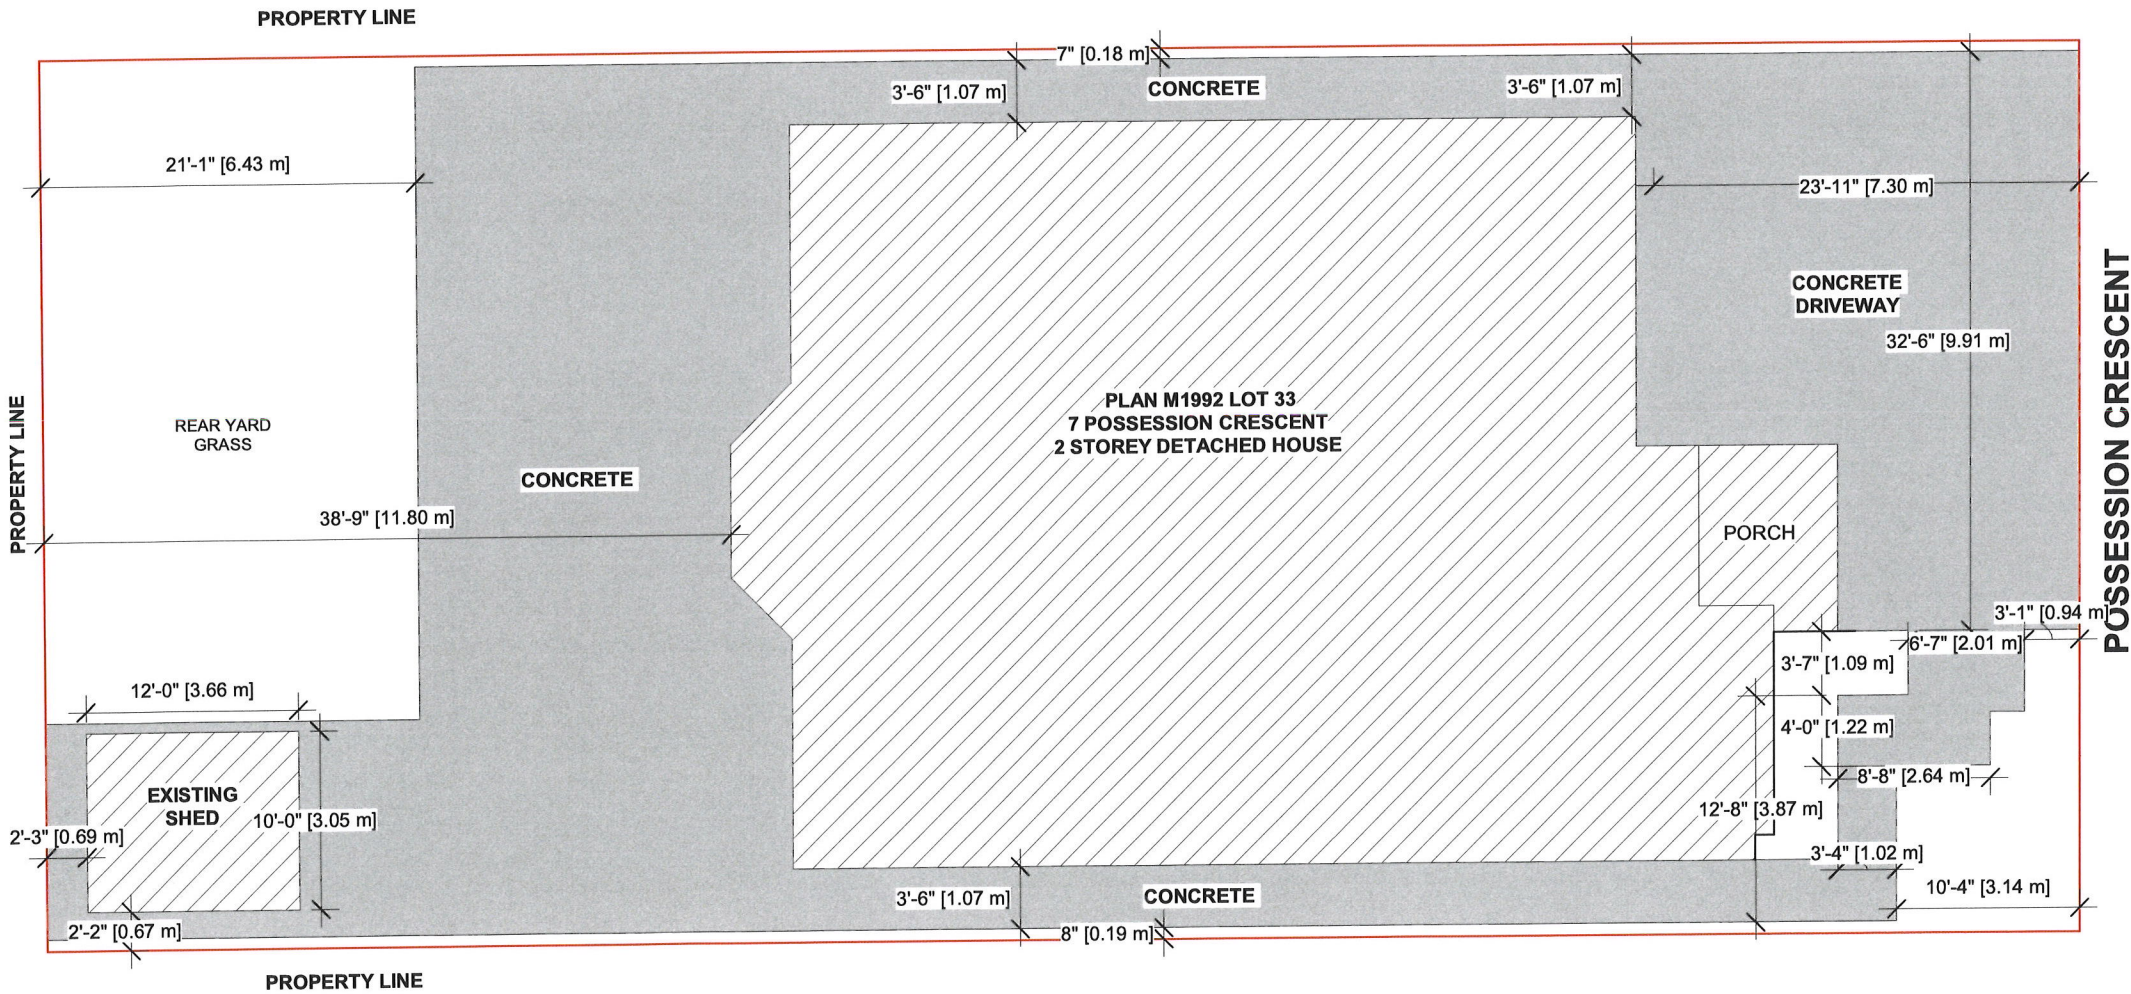 PROPERTY LINE
7" [0.18 m]
3'-6" [1.07 m]
CONCRETE
3'-6" [1.07 m]
21'-1" [6.43 m]
23'-11" [7.30 m]
CONCRETE
DRIVEWAY
32'-6" [9.91 m]
POSSESSION CRESCENT
PLAN M1992 LOT 33
7 POSSESSION CRESCENT
2 STOREY DETACHED HOUSE
REAR YARD
GRASS
PROPERTY LINE
CONCRETE
38'-9" [11.80 m]
PORCH
3'-1" [0.94 m]
6'-7" [2.01 m]
3'-7" [1.09 m]
12'-0" [3.66 m]
4'-0" [1.22 m]
8'-8" [2.64 m]
EXISTING
SHED
10'-0" [3.05 m]
12'-8" [3.87 m]
2'-3" [0.69 m]
3'-4" [1.02 m]
10'-4" [3.14 m]
3'-6" [1.07 m]
CONCRETE
2'-2" [0.67 m]
8" [0.19 m]
PROPERTY LINE